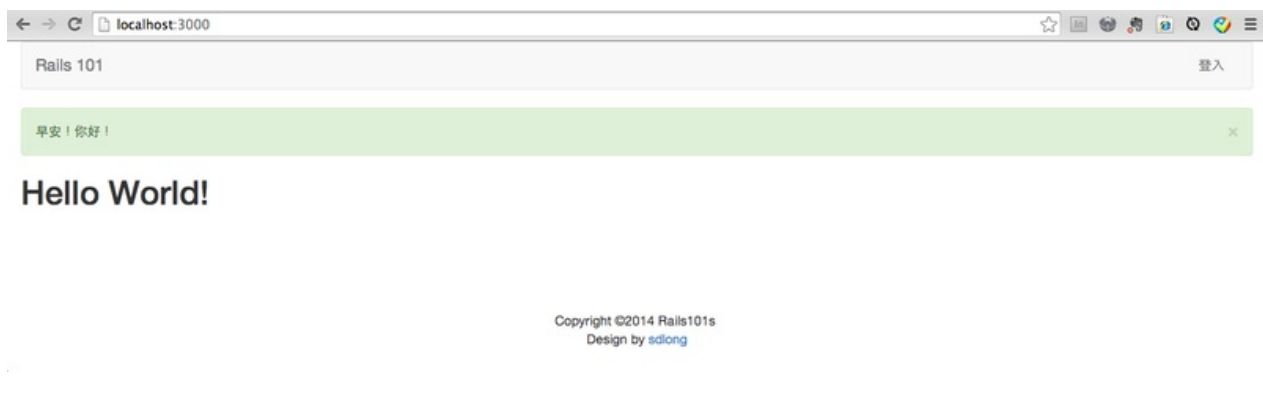 localhost:3000
Rails 101 登入
早安！你好！ ×
Hello World!
Copyright ©2014 Rails101s
Design by sdlong